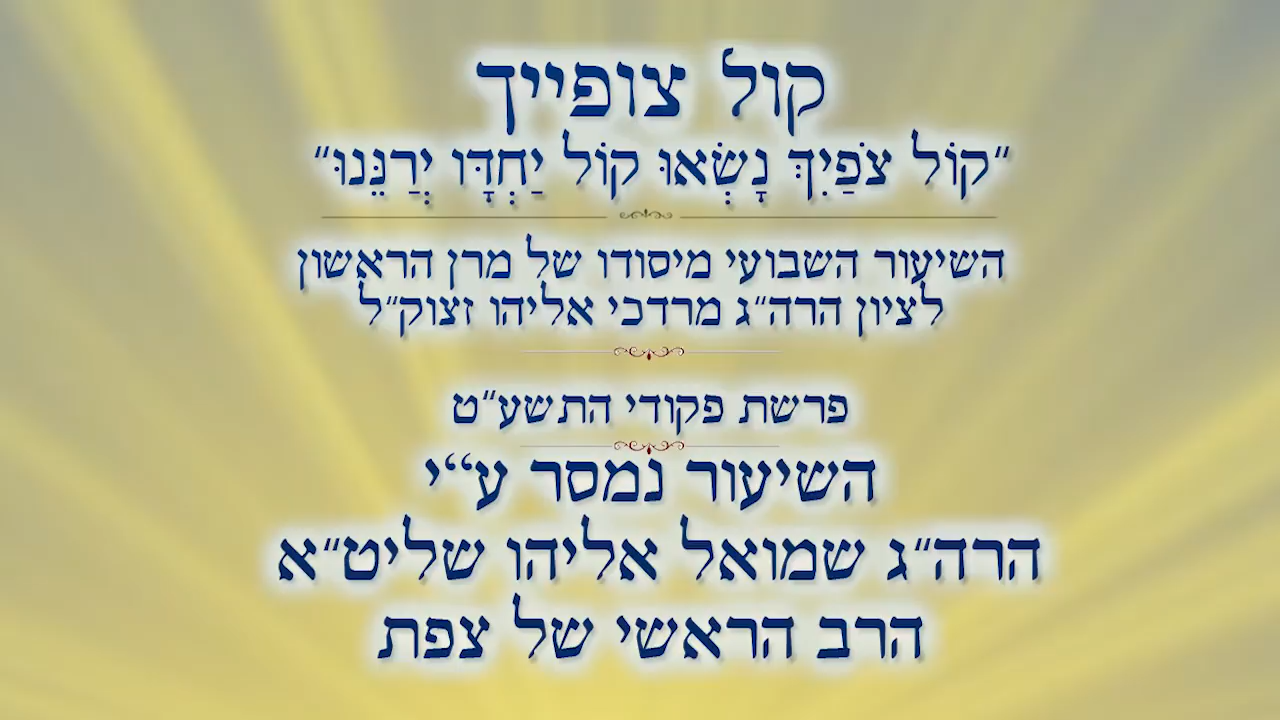 קול צופייך
"קוֹל צֹפַיִךְ נָשְׂאוּ קוֹל יַחְדָּו יְרַנֵּנוּ"
השיעור השבועי מיסודו של מרן הראשון
לציון הרה"ג מרדכי אליהו זצוק"ל
פרשת פקודי התשע"ט
השיעור נמסר ע"י
הרה"ג שמואל אליהו שליט"א
הרב הראשי של צפת